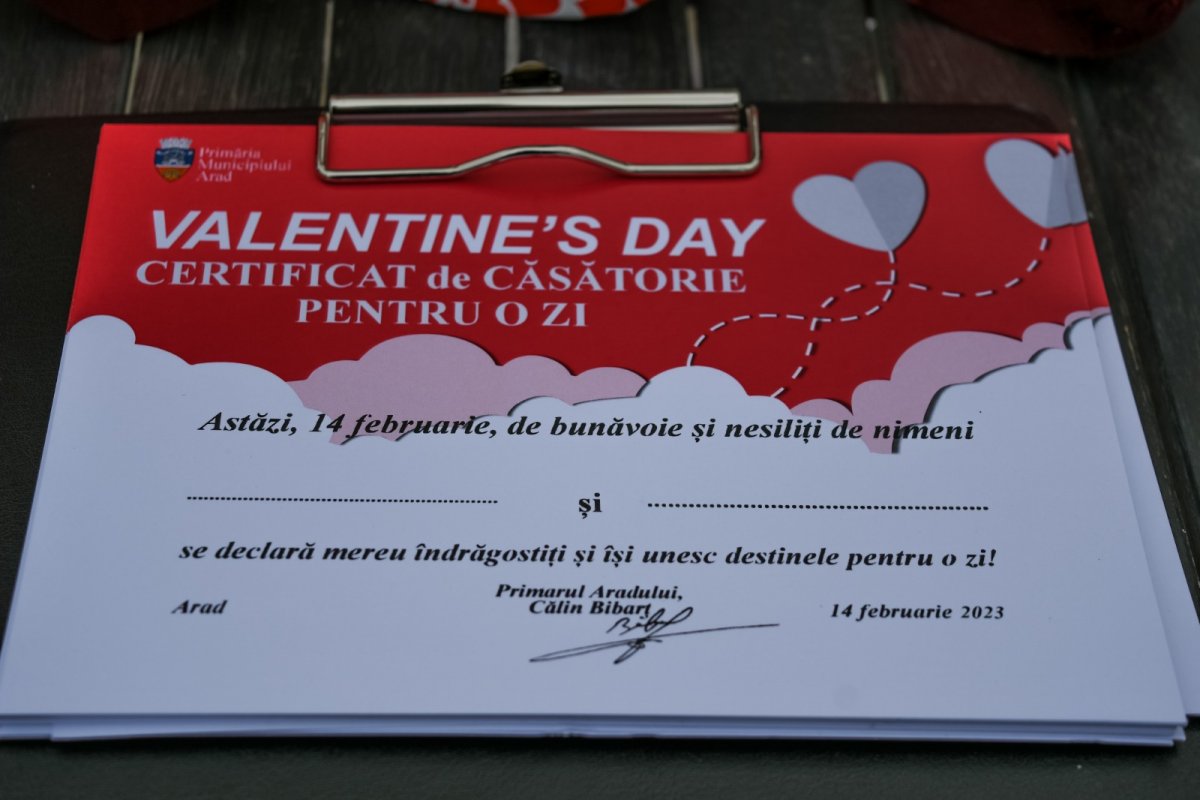 Primăria
Municipiului
Arad
VALENTINE'S DAY
CERTIFICAT de CĂSĂTORIE
PENTRU O ZI
Astăzi, 14 februarie, de bunăvoie și nesiliți de nimeni
și
se declară mereu îndrăgostiți și își unesc destinele pentru o zi!
Primarul Aradului,
Călin Bibarț
Arad
14 februarie 2023